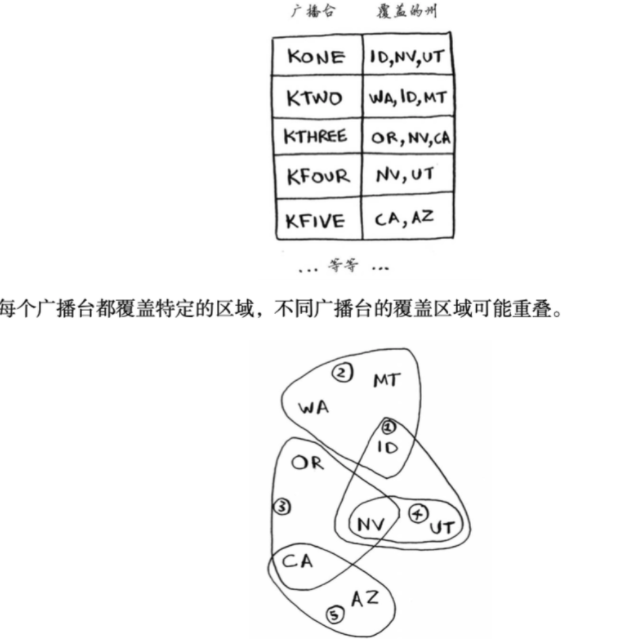 广播台 覆盖的州
KONE ID,NV,UT
KTWO WA,ID,MT
KTHREE OR,NV,CA
KFOUR NV,UT
KFIVE CA,AZ
... 等等 ...
每个广播台都覆盖特定的区域，不同广播台的覆盖区域可能重叠。
2 MT
WA
1
ID
OR
3
NV 4 UT
CA
5 AZ